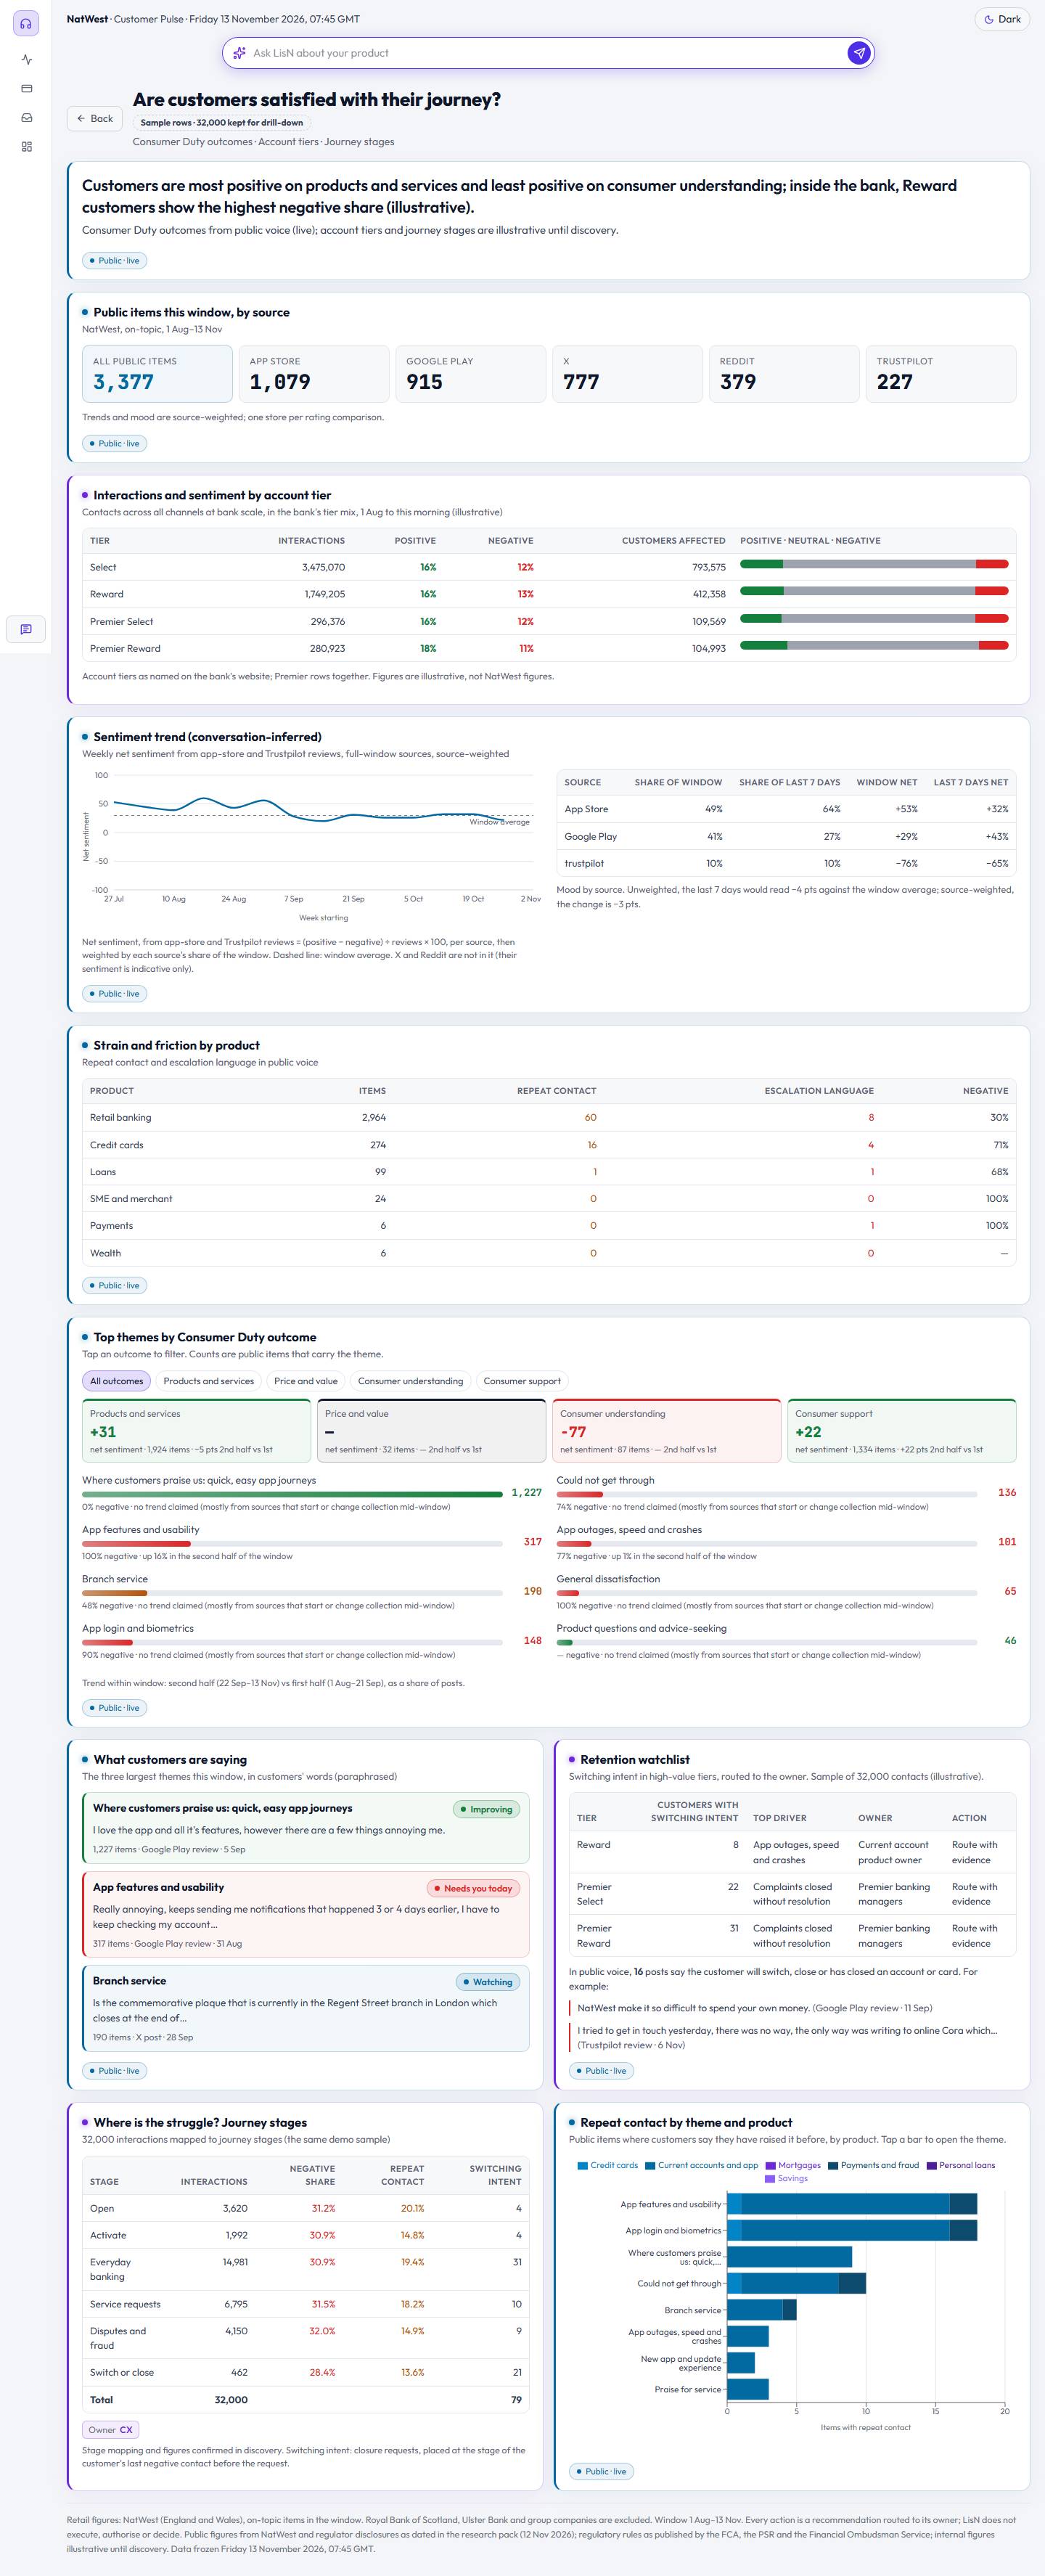 NatWest · Customer Pulse · Friday 13 November 2026, 07:45 GMT
Dark
Ask LisN about your product
Back
Are customers satisfied with their journey?
Sample rows · 32,000 kept for drill-down
Consumer Duty outcomes · Account tiers · Journey stages
Customers are most positive on products and services and least positive on consumer understanding; inside the bank, Reward
customers show the highest negative share (illustrative).
Consumer Duty outcomes from public voice (live); account tiers and journey stages are illustrative until discovery.
Public · live
Public items this window, by source
NatWest, on-topic, 1 Aug–13 Nov
ALL PUBLIC ITEMS
3,377
APP STORE
1,079
GOOGLE PLAY
915
X
777
REDDIT
379
TRUSTPILOT
227
Trends and mood are source-weighted; one store per rating comparison.
Public · live
Interactions and sentiment by account tier
Contacts across all channels at bank scale, in the bank's tier mix, 1 Aug to this morning (illustrative)
TIER INTERACTIONS POSITIVE NEGATIVE CUSTOMERS AFFECTED POSITIVE · NEUTRAL · NEGATIVE
Select 3,475,070 16% 12% 793,575
Reward 1,749,205 16% 13% 412,358
Premier Select 296,376 16% 12% 109,569
Premier Reward 280,923 18% 11% 104,993
Account tiers as named on the bank's website; Premier rows together. Figures are illustrative, not NatWest figures.
Sentiment trend (conversation-inferred)
Weekly net sentiment from app-store and Trustpilot reviews, full-window sources, source-weighted
100
50
0
-50
-100
Net sentiment
Window average
27 Jul 10 Aug 24 Aug 7 Sep 21 Sep 5 Oct 19 Oct 2 Nov
Week starting
Net sentiment, from app-store and Trustpilot reviews = (positive − negative) ÷ reviews × 100, per source, then
weighted by each source's share of the window. Dashed line: window average. X and Reddit are not in it (their
sentiment is indicative only).
Public · live
SOURCE SHARE OF WINDOW SHARE OF LAST 7 DAYS WINDOW NET LAST 7 DAYS NET
App Store 49% 64% +53% +32%
Google Play 41% 27% +29% +43%
trustpilot 10% 10% −76% −65%
Mood by source. Unweighted, the last 7 days would read −4 pts against the window average; source-weighted,
the change is −3 pts.
Strain and friction by product
Repeat contact and escalation language in public voice
PRODUCT ITEMS REPEAT CONTACT ESCALATION LANGUAGE NEGATIVE
Retail banking 2,964 60 8 30%
Credit cards 274 16 4 71%
Loans 99 1 1 68%
SME and merchant 24 0 0 100%
Payments 6 0 1 100%
Wealth 6 0 0 —
Public · live
Top themes by Consumer Duty outcome
Tap an outcome to filter. Counts are public items that carry the theme.
All outcomes
Products and services
Price and value
Consumer understanding
Consumer support
Products and services
+31
net sentiment · 1,924 items · −5 pts 2nd half vs 1st
Price and value
—
net sentiment · 32 items · — 2nd half vs 1st
Consumer understanding
-77
net sentiment · 87 items · — 2nd half vs 1st
Consumer support
+22
net sentiment · 1,334 items · +22 pts 2nd half vs 1st
Where customers praise us: quick, easy app journeys
1,227
0% negative · no trend claimed (mostly from sources that start or change collection mid-window)
Could not get through
136
74% negative · no trend claimed (mostly from sources that start or change collection mid-window)
App features and usability
317
100% negative · up 16% in the second half of the window
App outages, speed and crashes
101
77% negative · up 1% in the second half of the window
Branch service
190
48% negative · no trend claimed (mostly from sources that start or change collection mid-window)
General dissatisfaction
65
100% negative · no trend claimed (mostly from sources that start or change collection mid-window)
App login and biometrics
148
90% negative · no trend claimed (mostly from sources that start or change collection mid-window)
Product questions and advice-seeking
46
— negative · no trend claimed (mostly from sources that start or change collection mid-window)
Trend within window: second half (22 Sep–13 Nov) vs first half (1 Aug–21 Sep), as a share of posts.
Public · live
What customers are saying
The three largest themes this window, in customers' words (paraphrased)
Where customers praise us: quick, easy app journeys
Improving
I love the app and all it's features, however there are a few things annoying me.
1,227 items · Google Play review · 5 Sep
App features and usability
Needs you today
Really annoying, keeps sending me notifications that happened 3 or 4 days earlier, I have to
keep checking my account…
317 items · Google Play review · 31 Aug
Branch service
Watching
Is the commemorative plaque that is currently in the Regent Street branch in London which
closes at the end of…
190 items · X post · 28 Sep
Public · live
Retention watchlist
Switching intent in high-value tiers, routed to the owner. Sample of 32,000 contacts (illustrative).
CUSTOMERS WITH
TIER SWITCHING INTENT TOP DRIVER OWNER ACTION
Reward 8 App outages, speed Current account Route with
and crashes product owner evidence
Premier 22 Complaints closed Premier banking Route with
Select without resolution managers evidence
Premier 31 Complaints closed Premier banking Route with
Reward without resolution managers evidence
In public voice, 16 posts say the customer will switch, close or has closed an account or card. For
example:
NatWest make it so difficult to spend your own money. (Google Play review · 11 Sep)
I tried to get in touch yesterday, there was no way, the only way was writing to online Cora which…
(Trustpilot review · 6 Nov)
Public · live
Where is the struggle? Journey stages
32,000 interactions mapped to journey stages (the same demo sample)
NEGATIVE REPEAT SWITCHING
STAGE INTERACTIONS SHARE CONTACT INTENT
Open 3,620 31.2% 20.1% 4
Activate 1,992 30.9% 14.8% 4
Everyday 14,981 30.9% 19.4% 31
banking
Service requests 6,795 31.5% 18.2% 10
Disputes and 4,150 32.0% 14.9% 9
fraud
Switch or close 462 28.4% 13.6% 21
Total 32,000 79
Owner CX
Stage mapping and figures confirmed in discovery. Switching intent: closure requests, placed at the stage of the
customer's last negative contact before the request.
Repeat contact by theme and product
Public items where customers say they have raised it before, by product. Tap a bar to open the theme.
Credit cards Current accounts and app Mortgages Payments and fraud Personal loans
Savings
App features and usability
App login and biometrics
Where customers praise
us: quick,…
Could not get through
Branch service
App outages, speed and
crashes
New app and update
experience
Praise for service
0 5 10 15 20
Items with repeat contact
Public · live
Retail figures: NatWest (England and Wales), on-topic items in the window. Royal Bank of Scotland, Ulster Bank and group companies are excluded. Window 1 Aug–13 Nov. Every action is a recommendation routed to its owner; LisN does not
execute, authorise or decide. Public figures from NatWest and regulator disclosures as dated in the research pack (12 Nov 2026); regulatory rules as published by the FCA, the PSR and the Financial Ombudsman Service; internal figures
illustrative until discovery. Data frozen Friday 13 November 2026, 07:45 GMT.